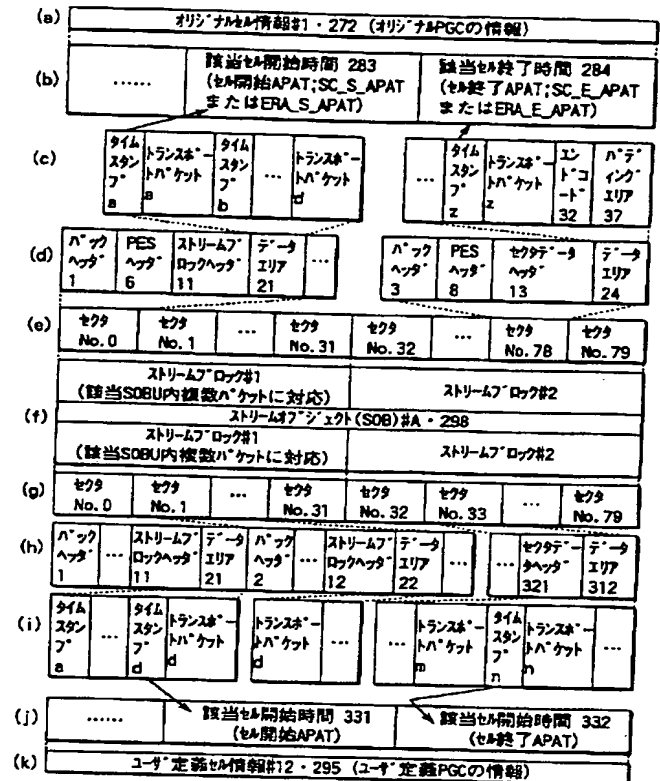 (a) オリジナルセル情報#1・272 (オリジナルPGCの情報)
(b) ……
該当セル開始時間 283
(セル開始APAT;SC_S_APAT
またはERA_S_APAT)
該当セル終了時間 284
(セル終了APAT;SC_E_APAT
またはERA_E_APAT)
(c)
タイム
スタン
プ
a
トランスポー
トパケット
a
タイム
スタン
プ
b
…
トランスポー
トパケット
d
…
タイム
スタン
プ
z
トランスポー
トパケット
z
エン
ドコ
ード
32
パデ
ィング
エリア
37
(d)
パック
ヘッダ
1
PES
ヘッダ
6
ストリームブ
ロックヘッダ
11
データ
エリア
21
…
パック
ヘッダ
3
PES
ヘッダ
8
セクタデータ
ヘッダ
13
データ
エリア
24
(e)
セクタ
No.0
セクタ
No.1
…
セクタ
No.31
セクタ
No.32
…
セクタ
No.78
セクタ
No.79
ストリームブロック#1
(該当SOBU内複数パケットに対応)
ストリームブロック#2
(f) ストリームオブジェクト(SOB)#A・298
ストリームブロック#1
(該当SOBU内複数パケットに対応)
ストリームブロック#2
(g)
セクタ
No.0
セクタ
No.1
…
セクタ
No.31
セクタ
No.32
セクタ
No.33
…
セクタ
No.79
(h)
パック
ヘッダ
1
…
ストリームブ
ロックヘッダ
11
データ
エリア
21
パック
ヘッダ
2
…
ストリームブ
ロックヘッダ
12
データ
エリア
22
…
…
セクタデー
タヘッダ
321
データ
エリア
312
(i)
タイム
スタン
プ
a
…
タイム
スタン
プ
d
トランスポー
トパケット
d
トランスポー
トパケット
d
…
…
トランスポー
トパケット
m
タイム
スタン
プ
n
トランスポー
トパケット
n
…
(j) ……
該当セル開始時間 331
(セル開始APAT)
該当セル開始時間 332
(セル終了APAT)
(k) ユーザ定義セル情報#12・295 (ユーザ定義PGCの情報)